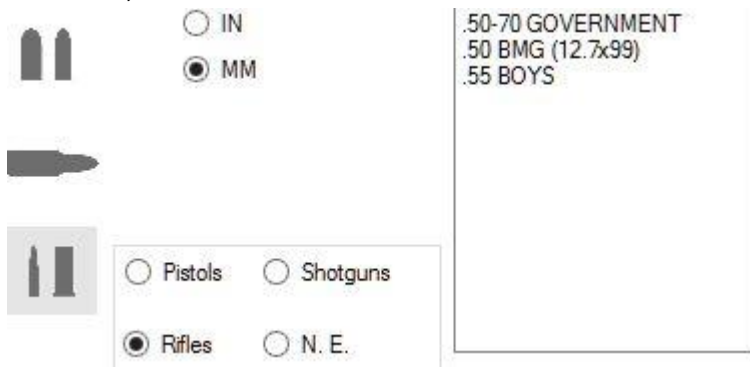 IN
MM
.50-70 GOVERNMENT
.50 BMG (12.7x99)
.55 BOYS
Pistols
Shotguns
Rifles
N. E.